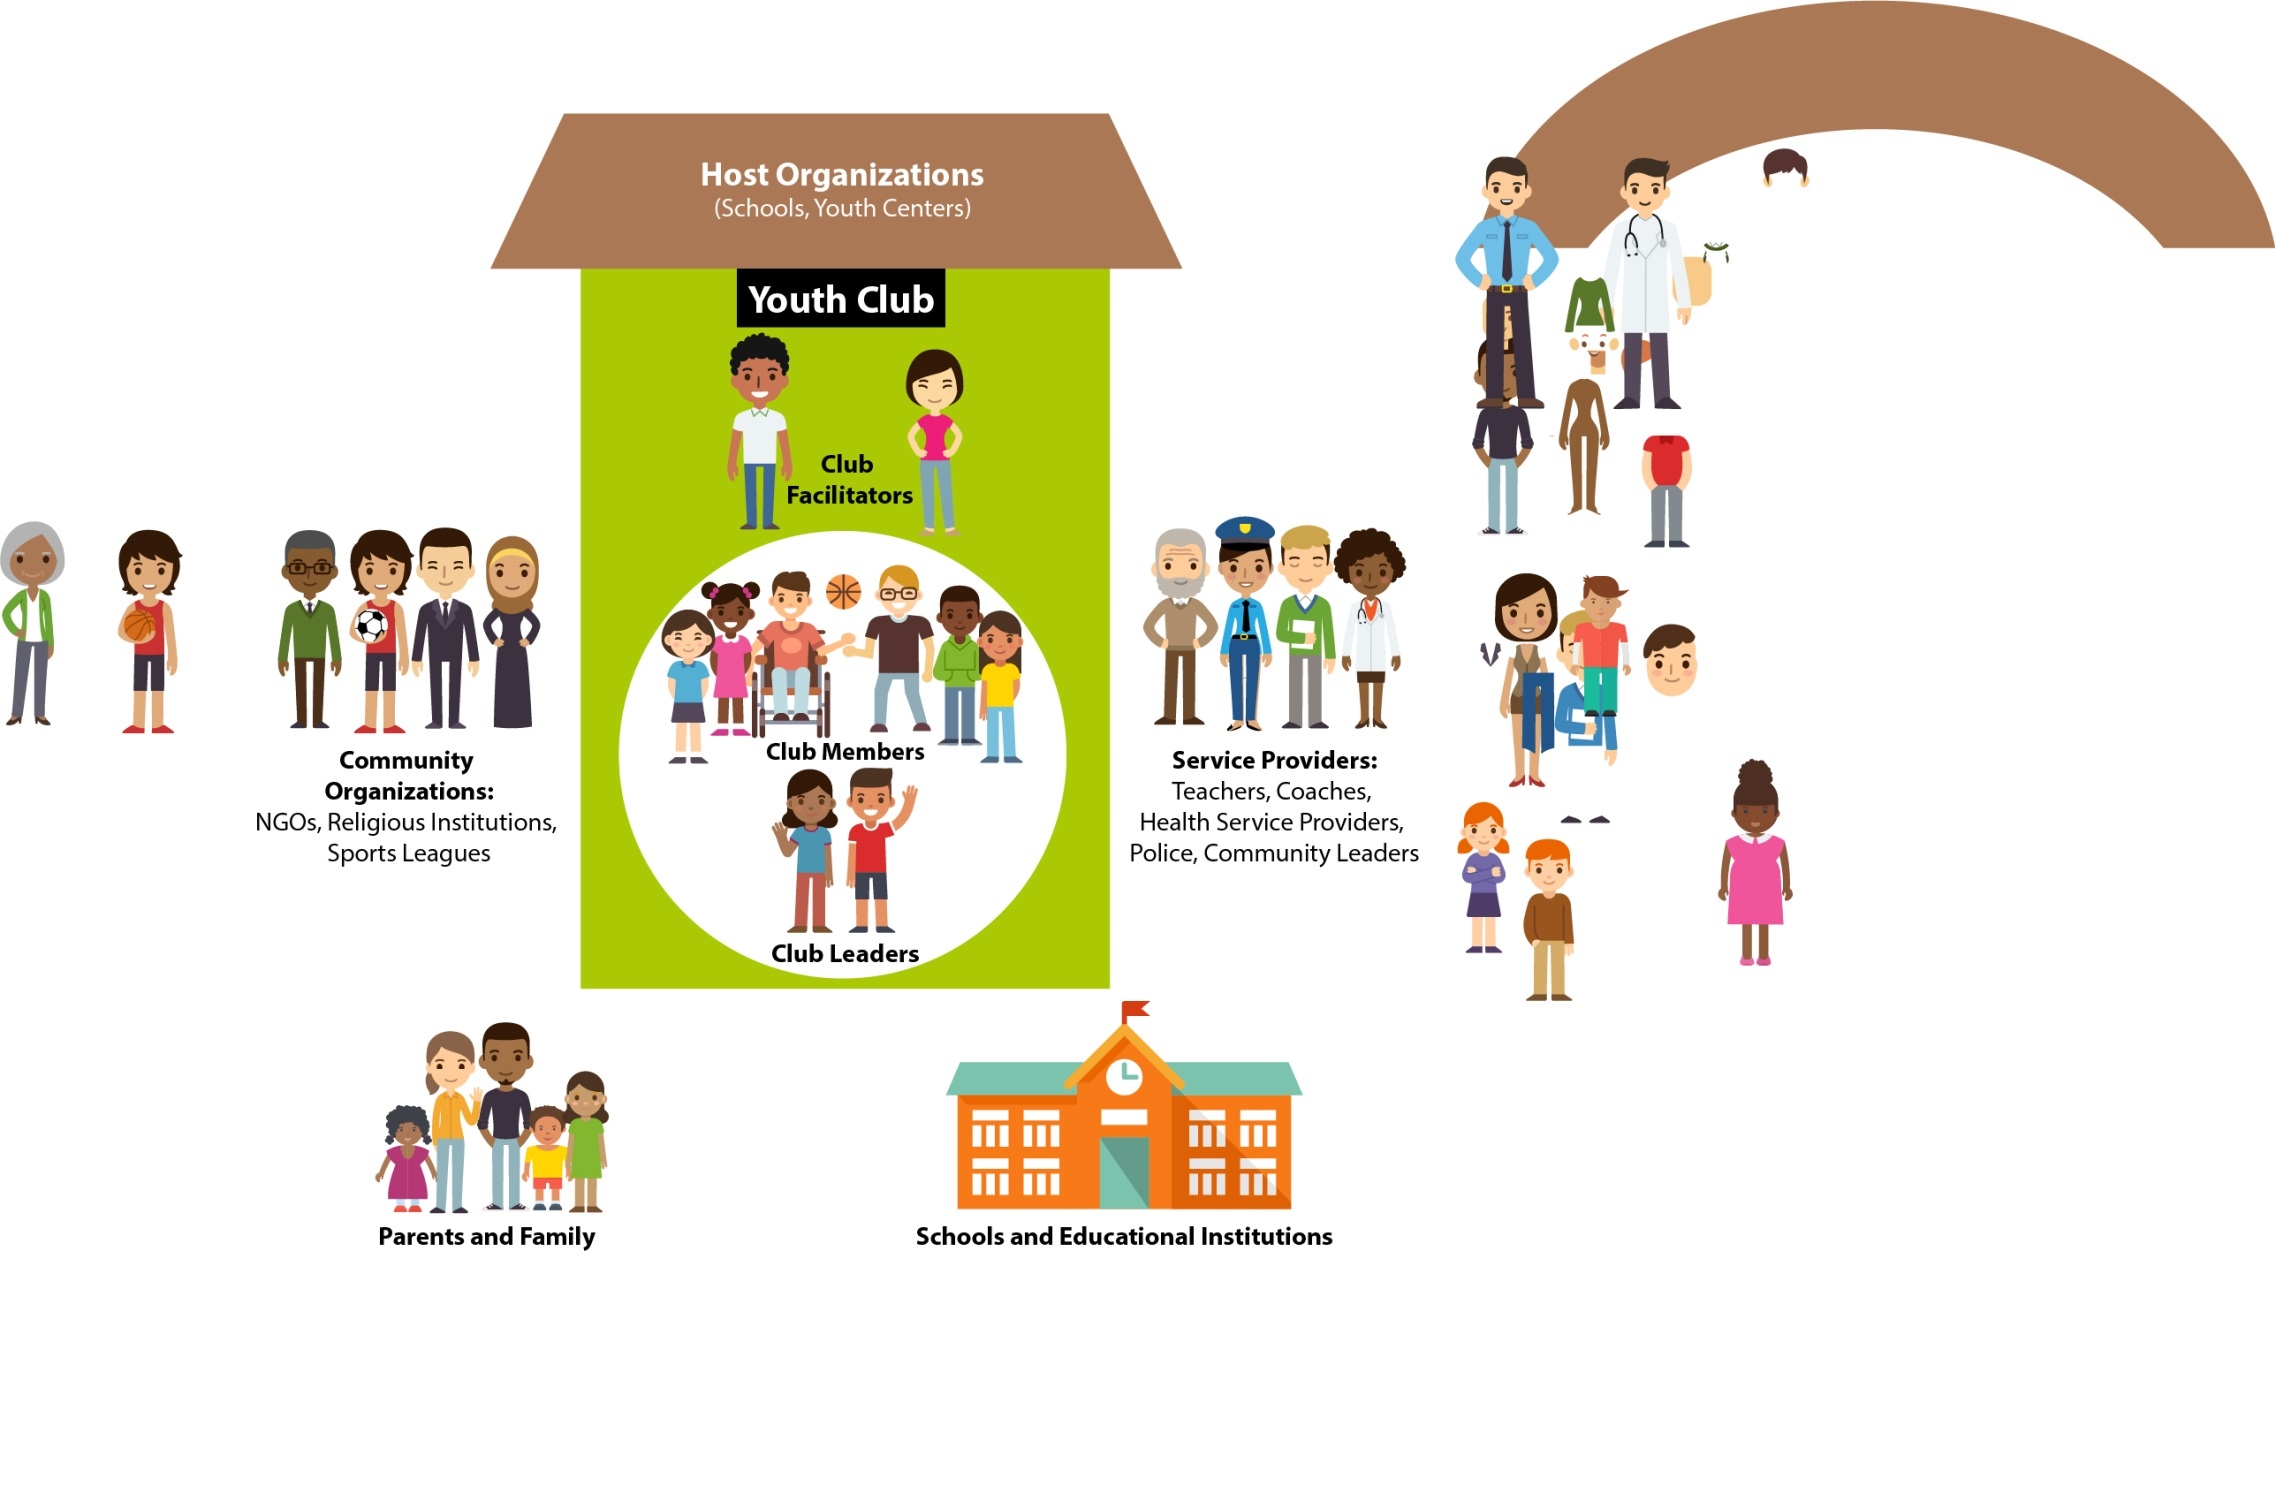 Host Organizations
(Schools, Youth Centers)
Youth Club
Club
Facilitators
Club Members
Club Leaders
Community
Organizations:
NGOs, Religious Institutions,
Sports Leagues
Service Providers:
Teachers, Coaches,
Health Service Providers,
Police, Community Leaders
Parents and Family
Schools and Educational Institutions